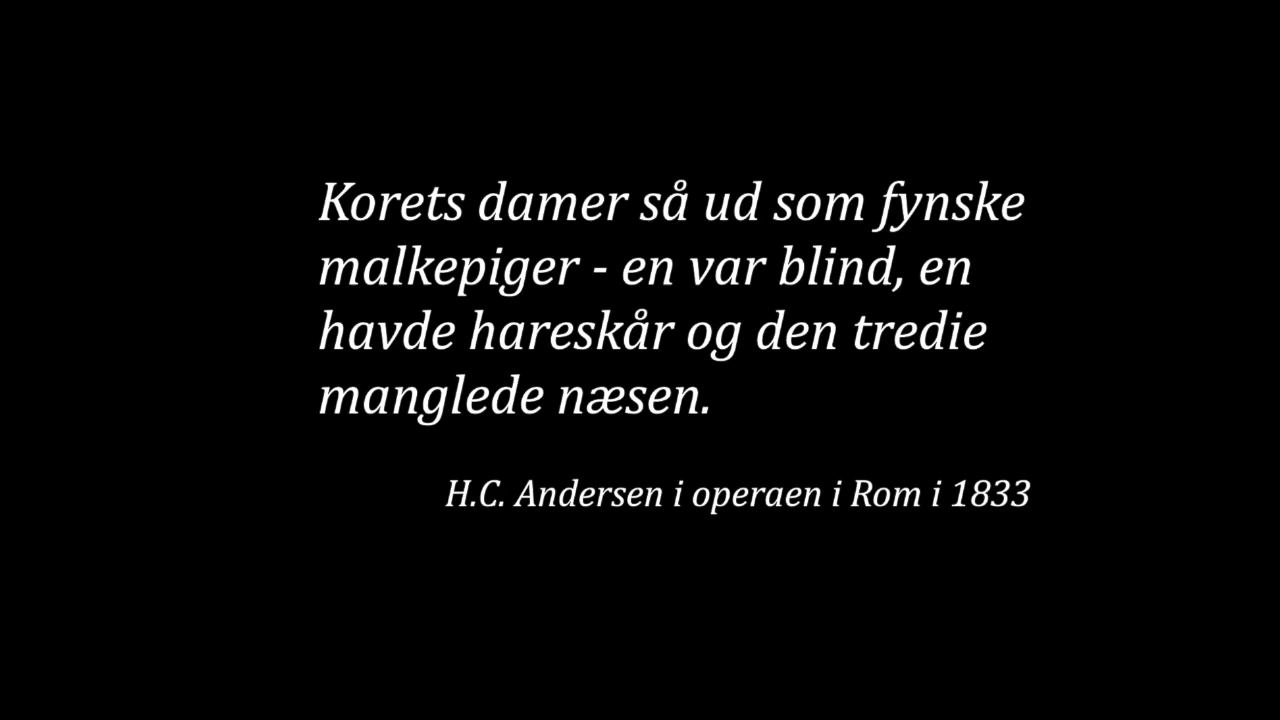 Korets damer så ud som fynske
malkepiger - en var blind, en
havde hareskår og den tredie
manglede næsen.
H.C. Andersen i operaen i Rom i 1833